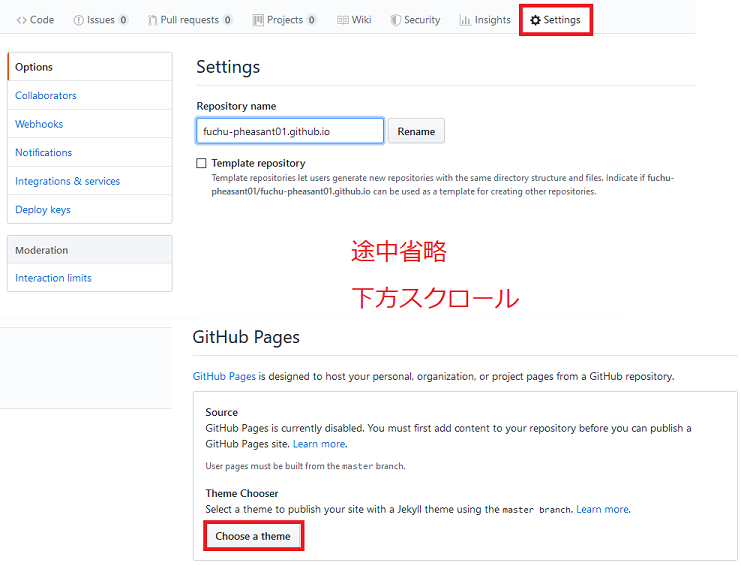 Code Issues 0 Pull requests 0 Projects 0 Wiki Security Insights Settings
Options
Collaborators
Webhooks
Notifications
Integrations & services
Deploy keys
Moderation
Interaction limits
Settings
Repository name
fuchu-pheasant01.github.io Rename
Template repository
Template repositories let users generate new repositories with the same directory structure and files. Indicate if fuchu-
pheasant01/fuchu-pheasant01.github.io can be used as a template for creating other repositories.
途中省略
下方スクロール
GitHub Pages
GitHub Pages is designed to host your personal, organization, or project pages from a GitHub repository.
Source
GitHub Pages is currently disabled. You must first add content to your repository before you can publish a
GitHub Pages site. Learn more.
User pages must be built from the master branch.
Theme Chooser
Select a theme to publish your site with a Jekyll theme using the master branch. Learn more.
Choose a theme